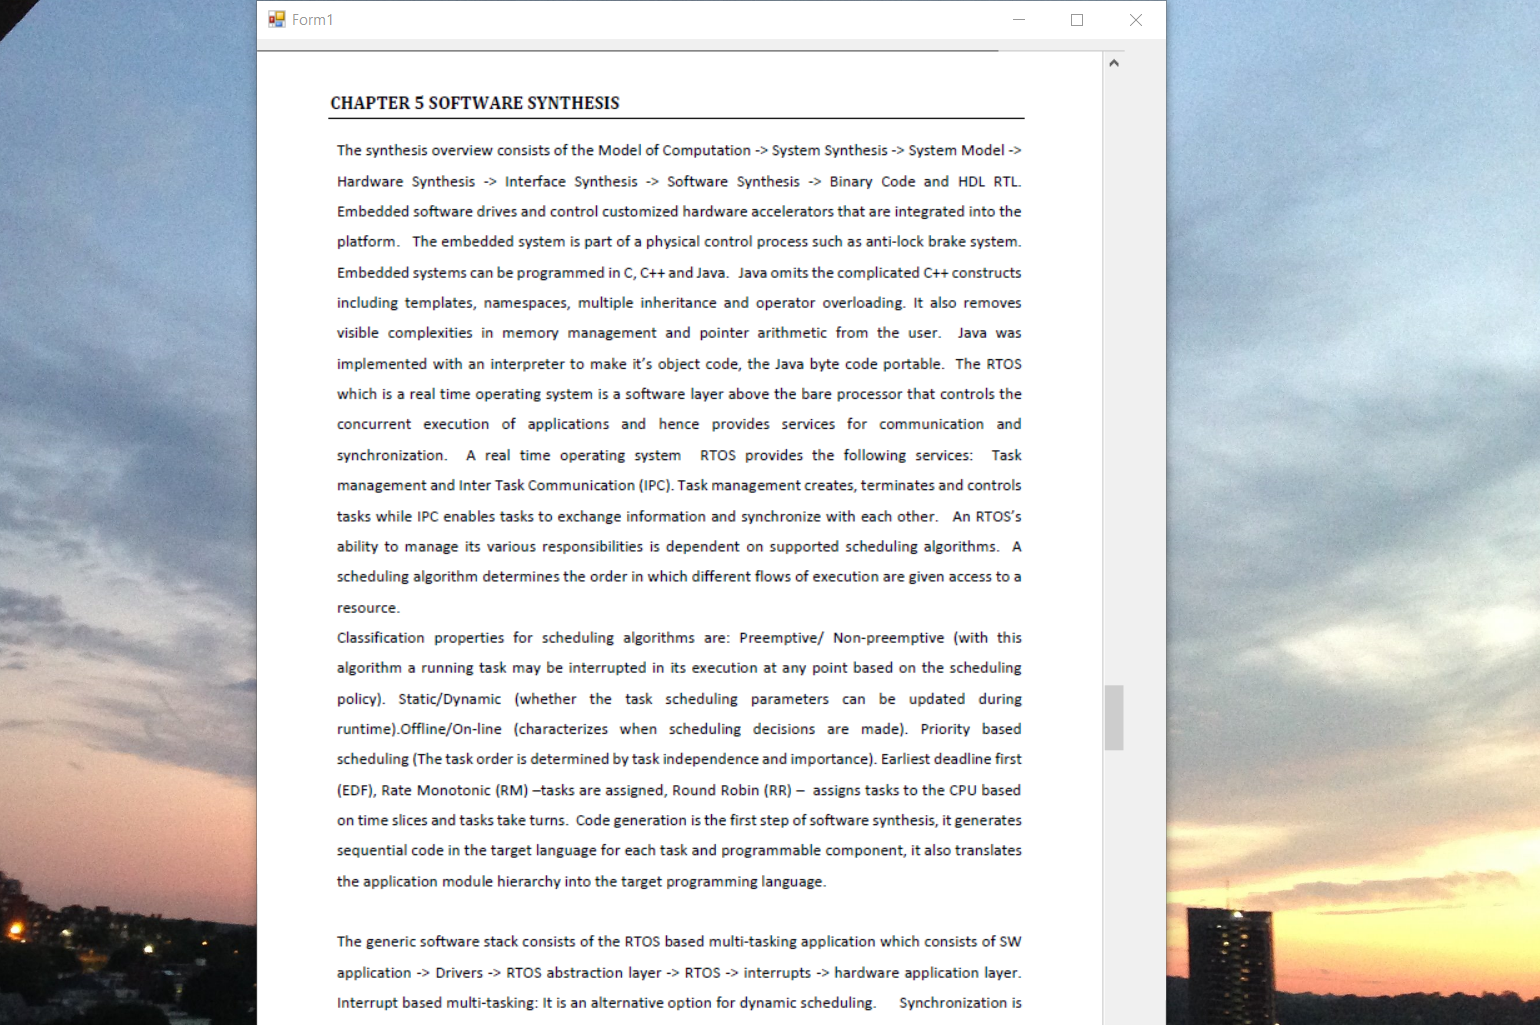 Form1
CHAPTER 5 SOFTWARE SYNTHESIS
The synthesis overview consists of the Model of Computation -> System Synthesis -> System Model ->
Hardware Synthesis -> Interface Synthesis -> Software Synthesis -> Binary Code and HDL RTL.
Embedded software drives and control customized hardware accelerators that are integrated into the
platform. The embedded system is part of a physical control process such as anti-lock brake system.
Embedded systems can be programmed in C, C++ and Java. Java omits the complicated C++ constructs
including templates, namespaces, multiple inheritance and operator overloading. It also removes
visible complexities in memory management and pointer arithmetic from the user. Java was
implemented with an interpreter to make it’s object code, the Java byte code portable. The RTOS
which is a real time operating system is a software layer above the bare processor that controls the
concurrent execution of applications and hence provides services for communication and
synchronization. A real time operating system RTOS provides the following services: Task
management and Inter Task Communication (IPC). Task management creates, terminates and controls
tasks while IPC enables tasks to exchange information and synchronize with each other. An RTOS’s
ability to manage its various responsibilities is dependent on supported scheduling algorithms. A
scheduling algorithm determines the order in which different flows of execution are given access to a
resource.
Classification properties for scheduling algorithms are: Preemptive/ Non-preemptive (with this
algorithm a running task may be interrupted in its execution at any point based on the scheduling
policy). Static/Dynamic (whether the task scheduling parameters can be updated during
runtime).Offline/On-line (characterizes when scheduling decisions are made). Priority based
scheduling (The task order is determined by task independence and importance). Earliest deadline first
(EDF), Rate Monotonic (RM) –tasks are assigned, Round Robin (RR) – assigns tasks to the CPU based
on time slices and tasks take turns. Code generation is the first step of software synthesis, it generates
sequential code in the target language for each task and programmable component, it also translates
the application module hierarchy into the target programming language.
The generic software stack consists of the RTOS based multi-tasking application which consists of SW
application -> Drivers -> RTOS abstraction layer -> RTOS -> interrupts -> hardware application layer.
Interrupt based multi-tasking: It is an alternative option for dynamic scheduling. Synchronization is